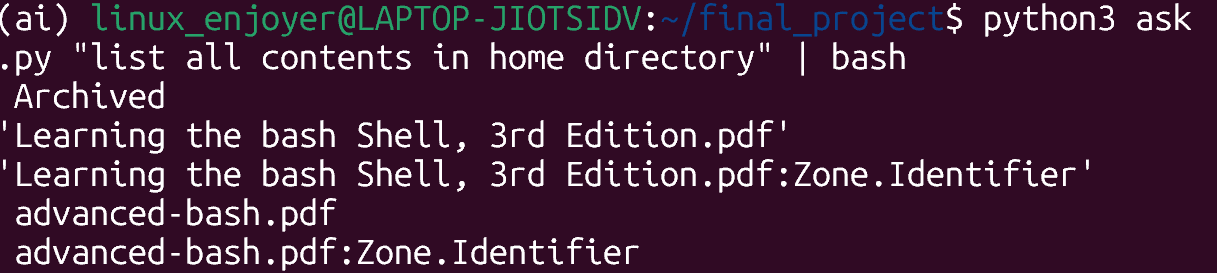 (ai) linux_enjoyer@LAPTOP-JIOTSIDV:~/final_project$ python3 ask
.py "list all contents in home directory" | bash
Archived
'Learning the bash Shell, 3rd Edition.pdf'
'Learning the bash Shell, 3rd Edition.pdf:Zone.Identifier'
advanced-bash.pdf
advanced-bash.pdf:Zone.Identifier